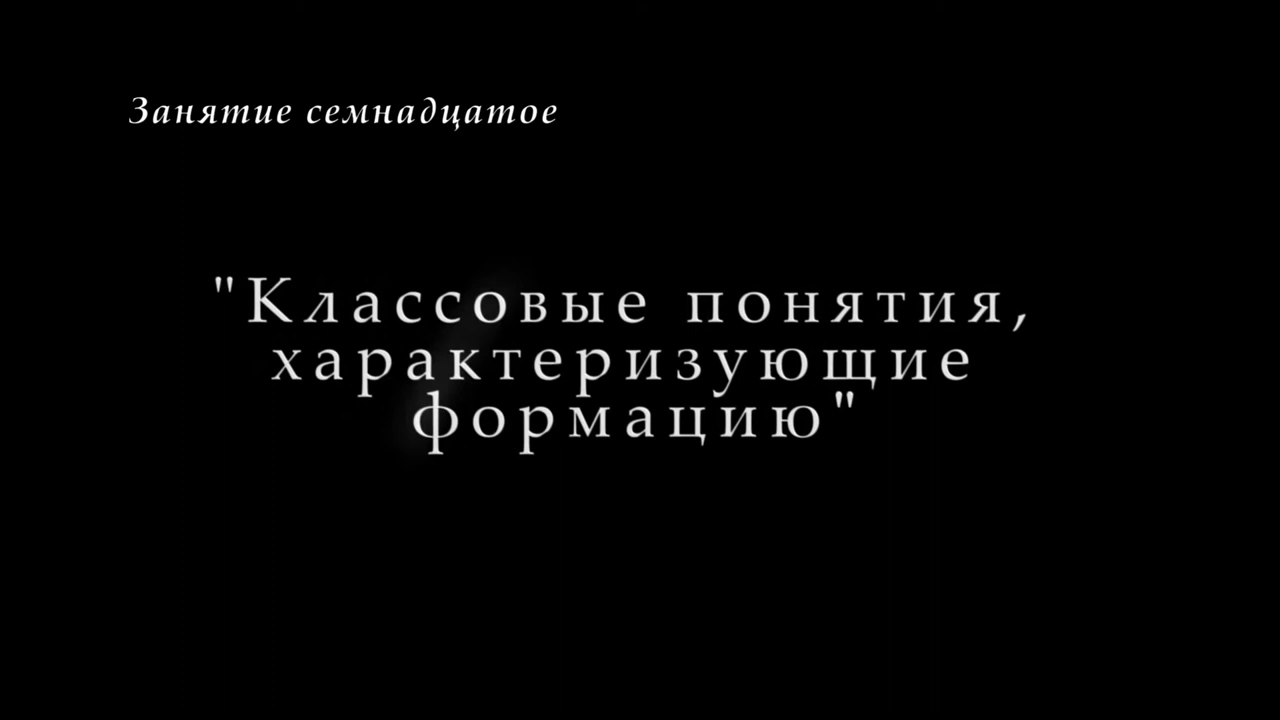 Занятие семнадцатое
"Классовые понятия,
характеризующие
формацию"